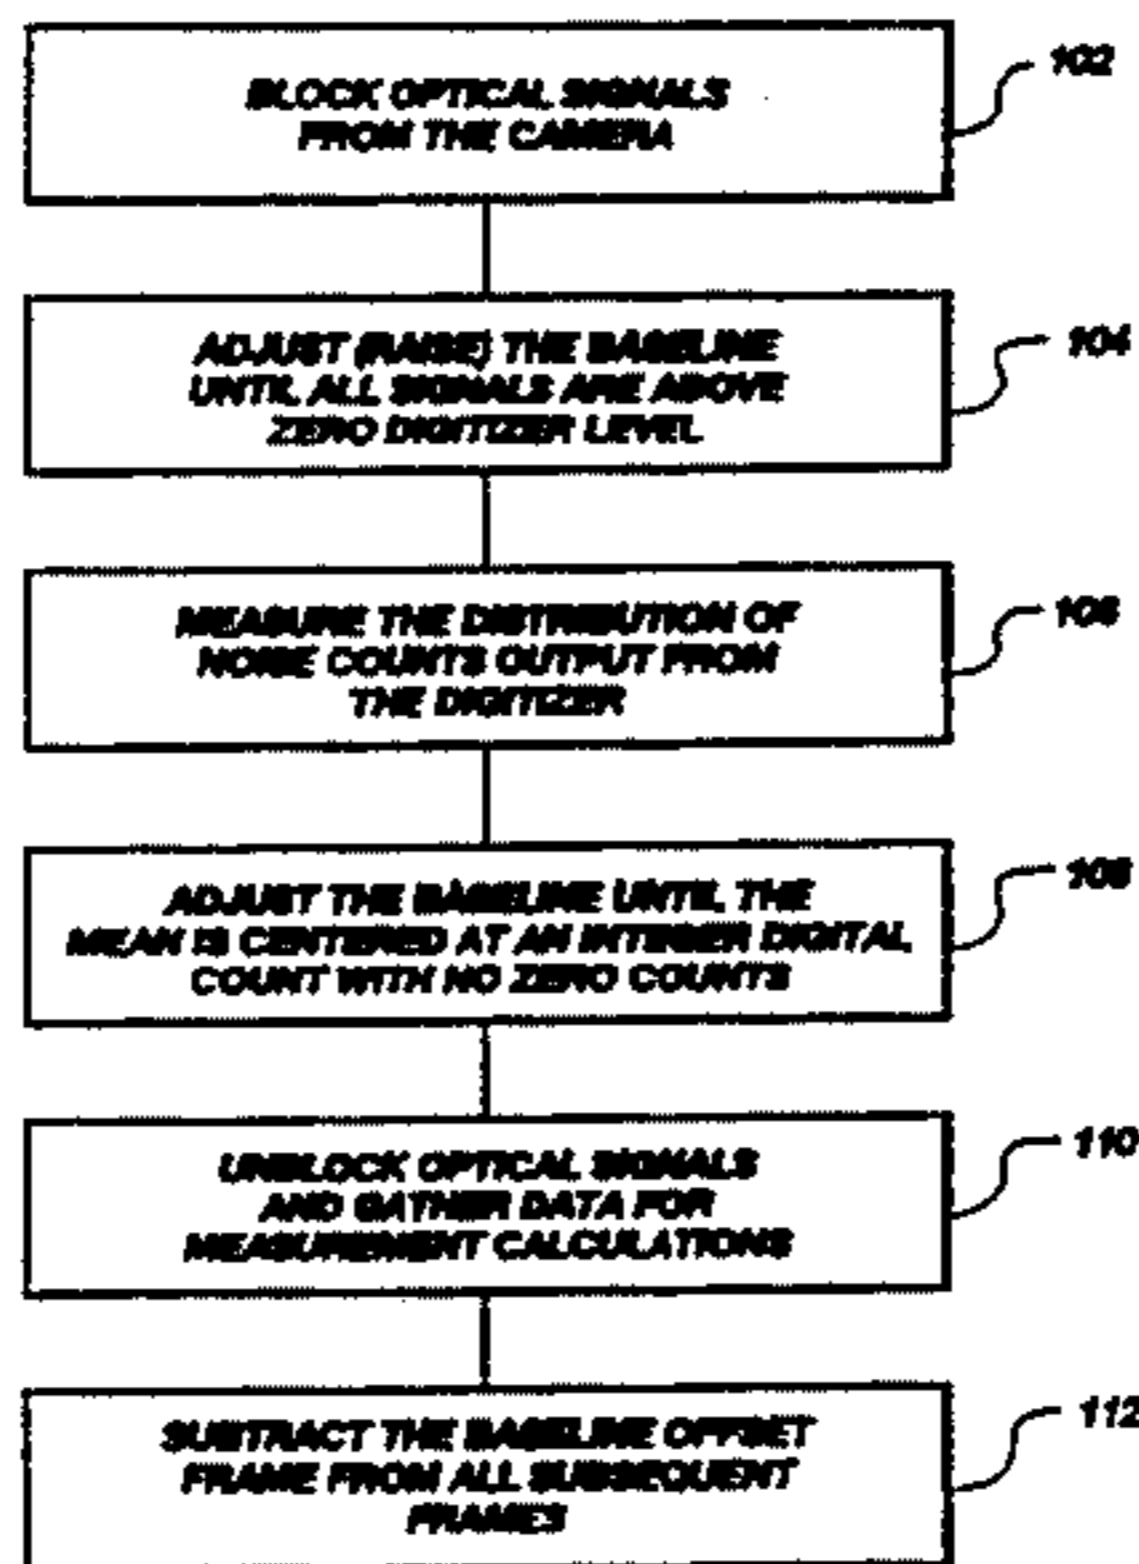 BLOCK OPTICAL SIGNALS
FROM THE CAMERA
102
ADJUST (RAISE) THE BASELINE
UNTIL ALL SIGNALS ARE ABOVE
ZERO DIGITIZER LEVEL
104
MEASURE THE DISTRIBUTION OF
NOISE COUNTS OUTPUT FROM
THE DIGITIZER
106
ADJUST THE BASELINE UNTIL THE
MEAN IS CENTERED AT AN INTEGER DIGITAL
COUNT WITH NO ZERO COUNTS
108
UNBLOCK OPTICAL SIGNALS
AND GATHER DATA FOR
MEASUREMENT CALCULATIONS
110
SUBTRACT THE BASELINE OFFSET
FRAME FROM ALL SUBSEQUENT
FRAMES
112